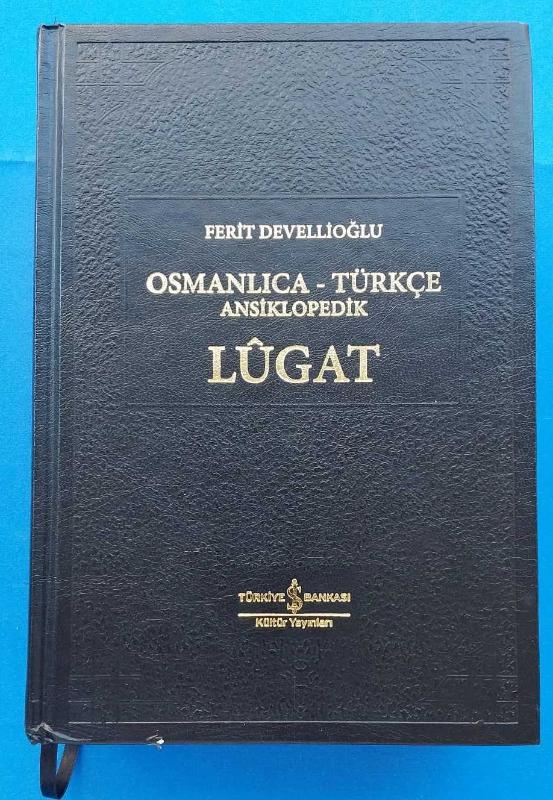 FERİT DEVELLİOĞLU
OSMANLICA - TÜRKÇE
ANSİKLOPEDİK
LÛGAT
TÜRKİYE İŞ BANKASI
Kültür Yayınları